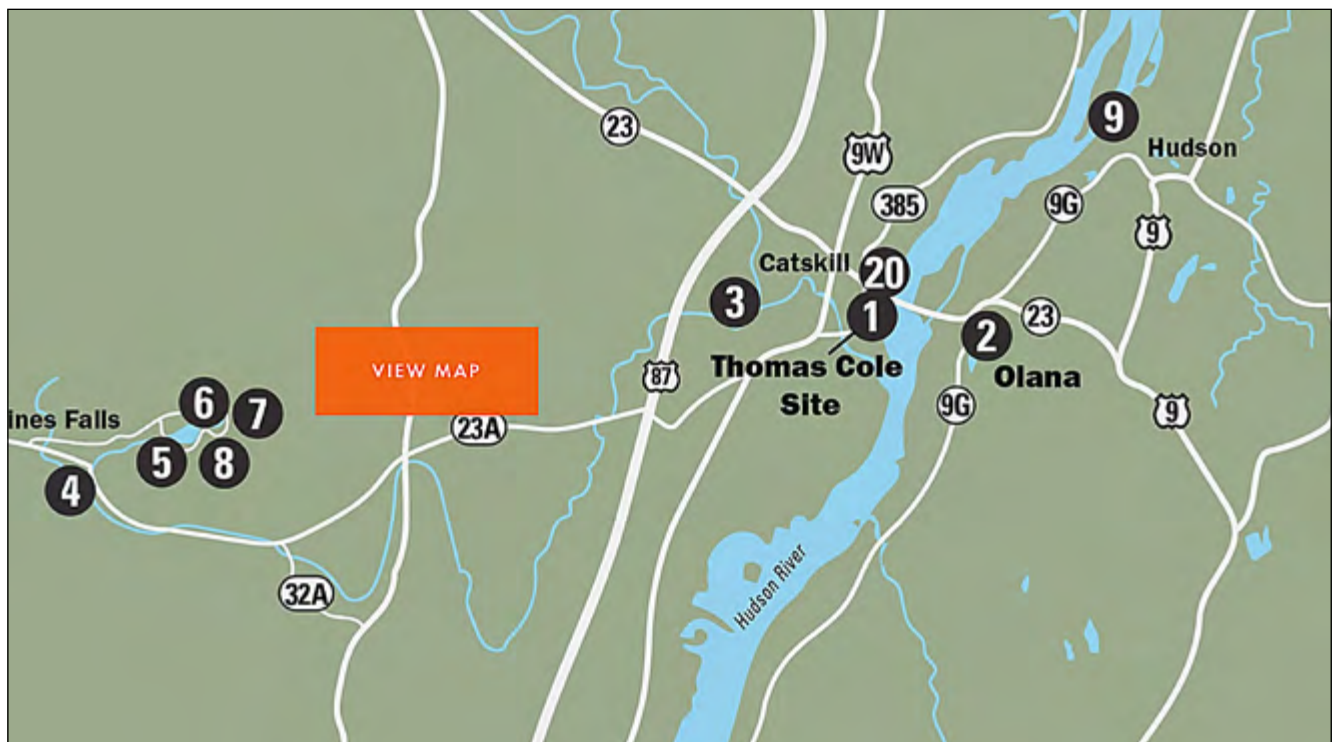 23
9W
385
9
Hudson
9G
9
Catskill
20
3
1
2
23
Thomas Cole
Site
Olana
87
VIEW MAP
9G
9
23A
ines Falls
6
7
5
8
4
32A
Hudson River